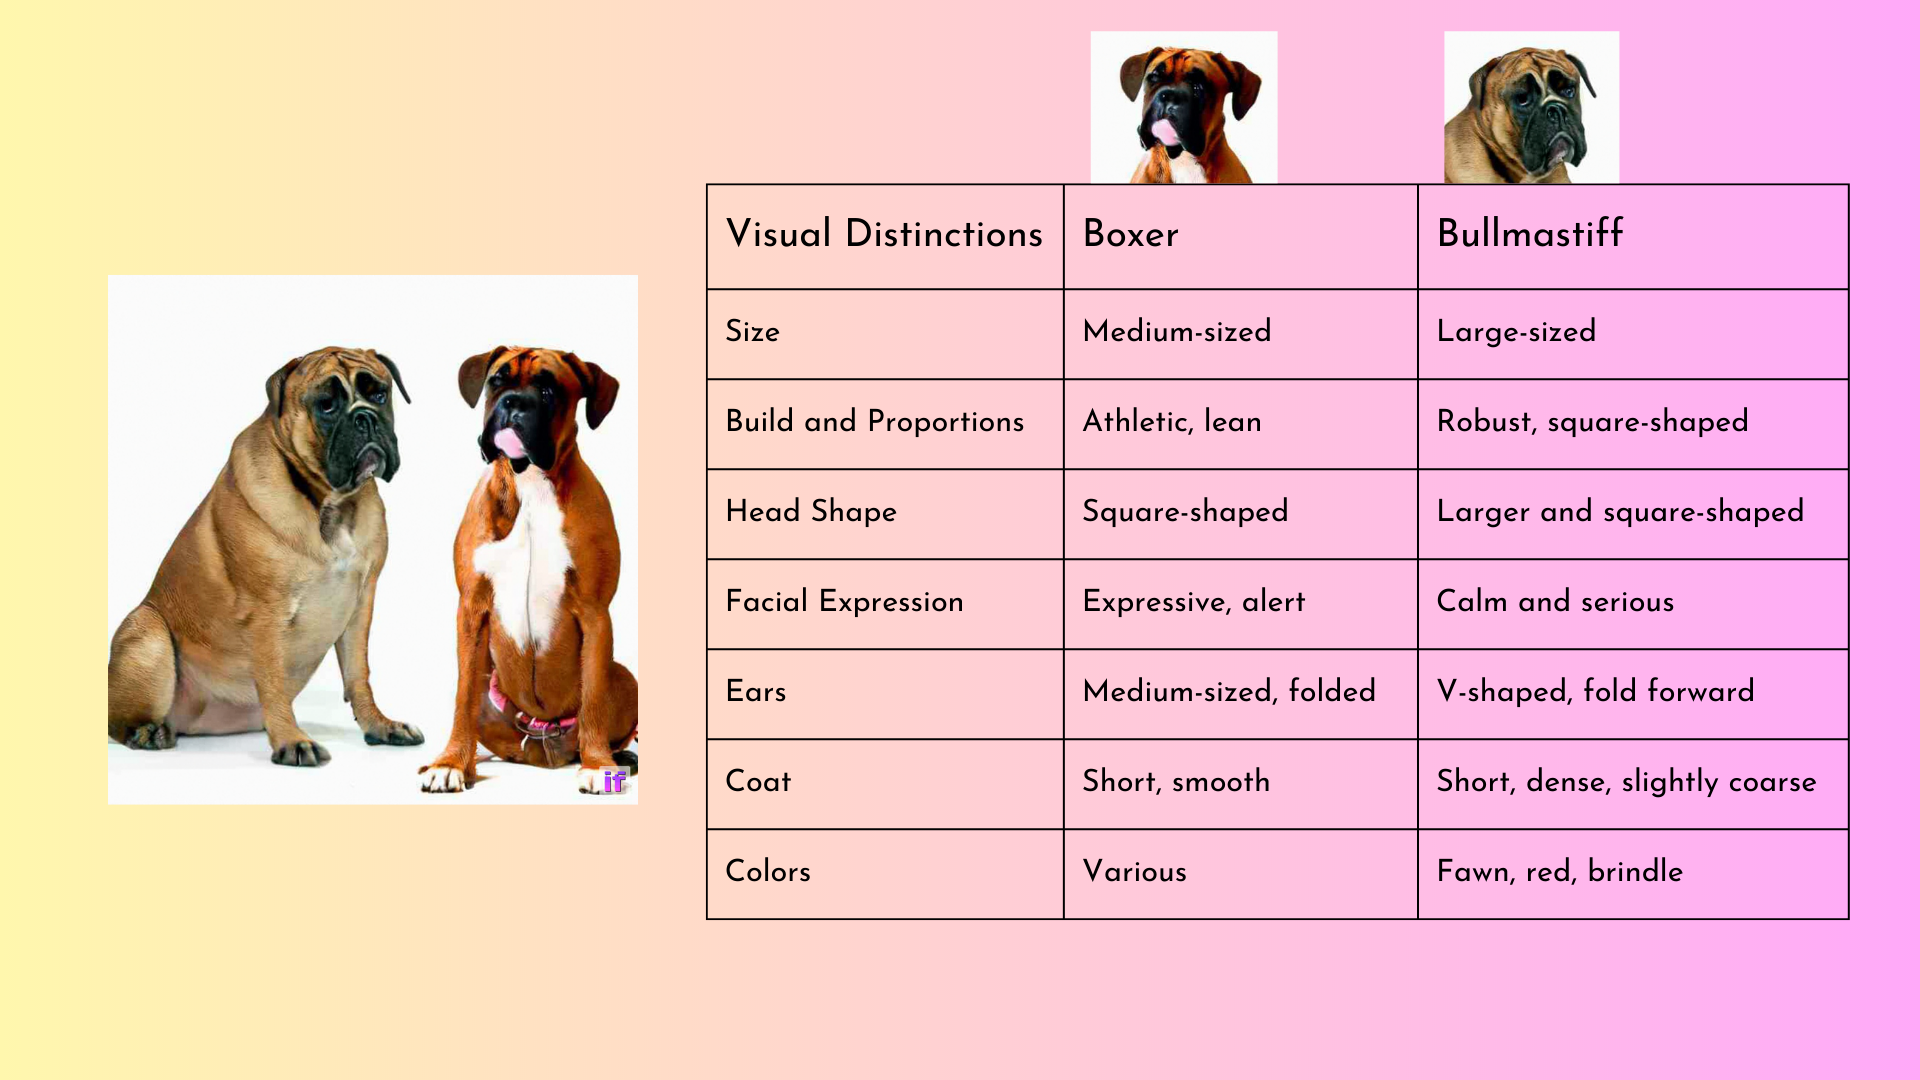 Visual Distinctions Boxer Bullmastiff
Size Medium-sized Large-sized
Build and Proportions Athletic, lean Robust, square-shaped
Head Shape Square-shaped Larger and square-shaped
Facial Expression Expressive, alert Calm and serious
Ears Medium-sized, folded V-shaped, fold forward
Coat Short, smooth Short, dense, slightly coarse
Colors Various Fawn, red, brindle
if